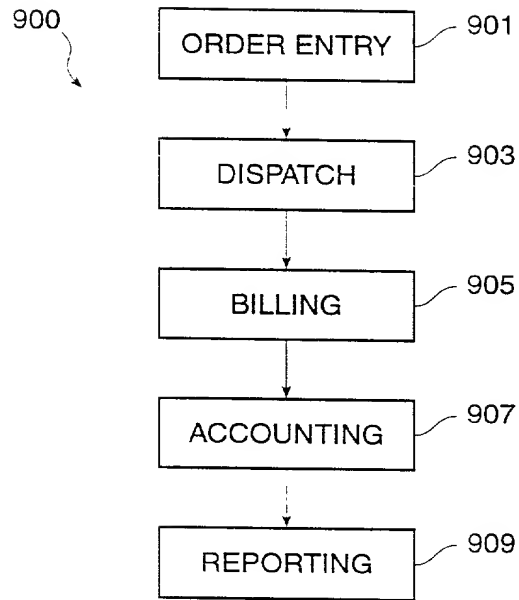 900
ORDER ENTRY 901
DISPATCH 903
BILLING 905
ACCOUNTING 907
REPORTING 909